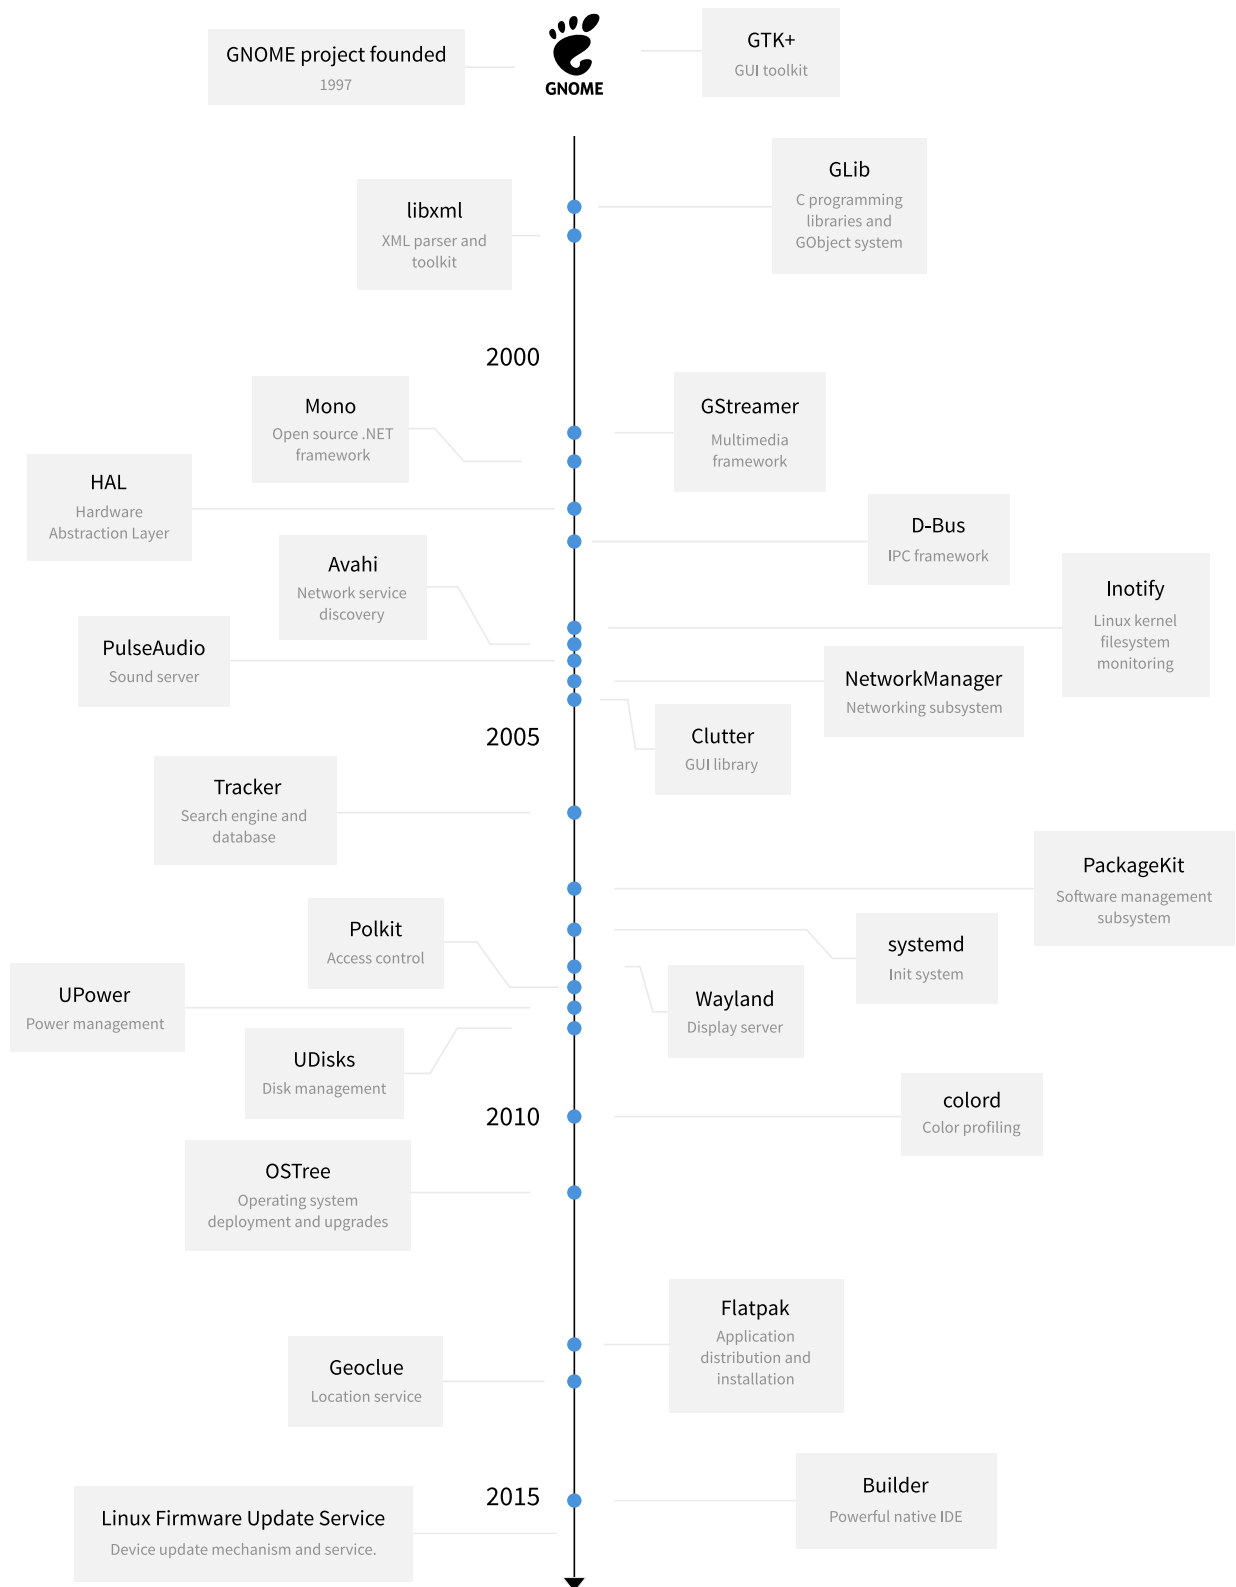 GNOME project founded
1997
GNOME
GTK+
GUI toolkit
GLib
C programming
libraries and
GObject system
libxml
XML parser and
toolkit
2000
Mono
Open source .NET
framework
GStreamer
Multimedia
framework
HAL
Hardware
Abstraction Layer
D-Bus
IPC framework
Avahi
Network service
discovery
Inotify
Linux kernel
filesystem
monitoring
PulseAudio
Sound server
NetworkManager
Networking subsystem
2005
Clutter
GUI library
Tracker
Search engine and
database
PackageKit
Software management
subsystem
Polkit
Access control
systemd
Init system
UPower
Power management
Wayland
Display server
UDisks
Disk management
2010
colord
Color profiling
OSTree
Operating system
deployment and upgrades
Flatpak
Application
distribution and
installation
Geoclue
Location service
2015
Builder
Powerful native IDE
Linux Firmware Update Service
Device update mechanism and service.